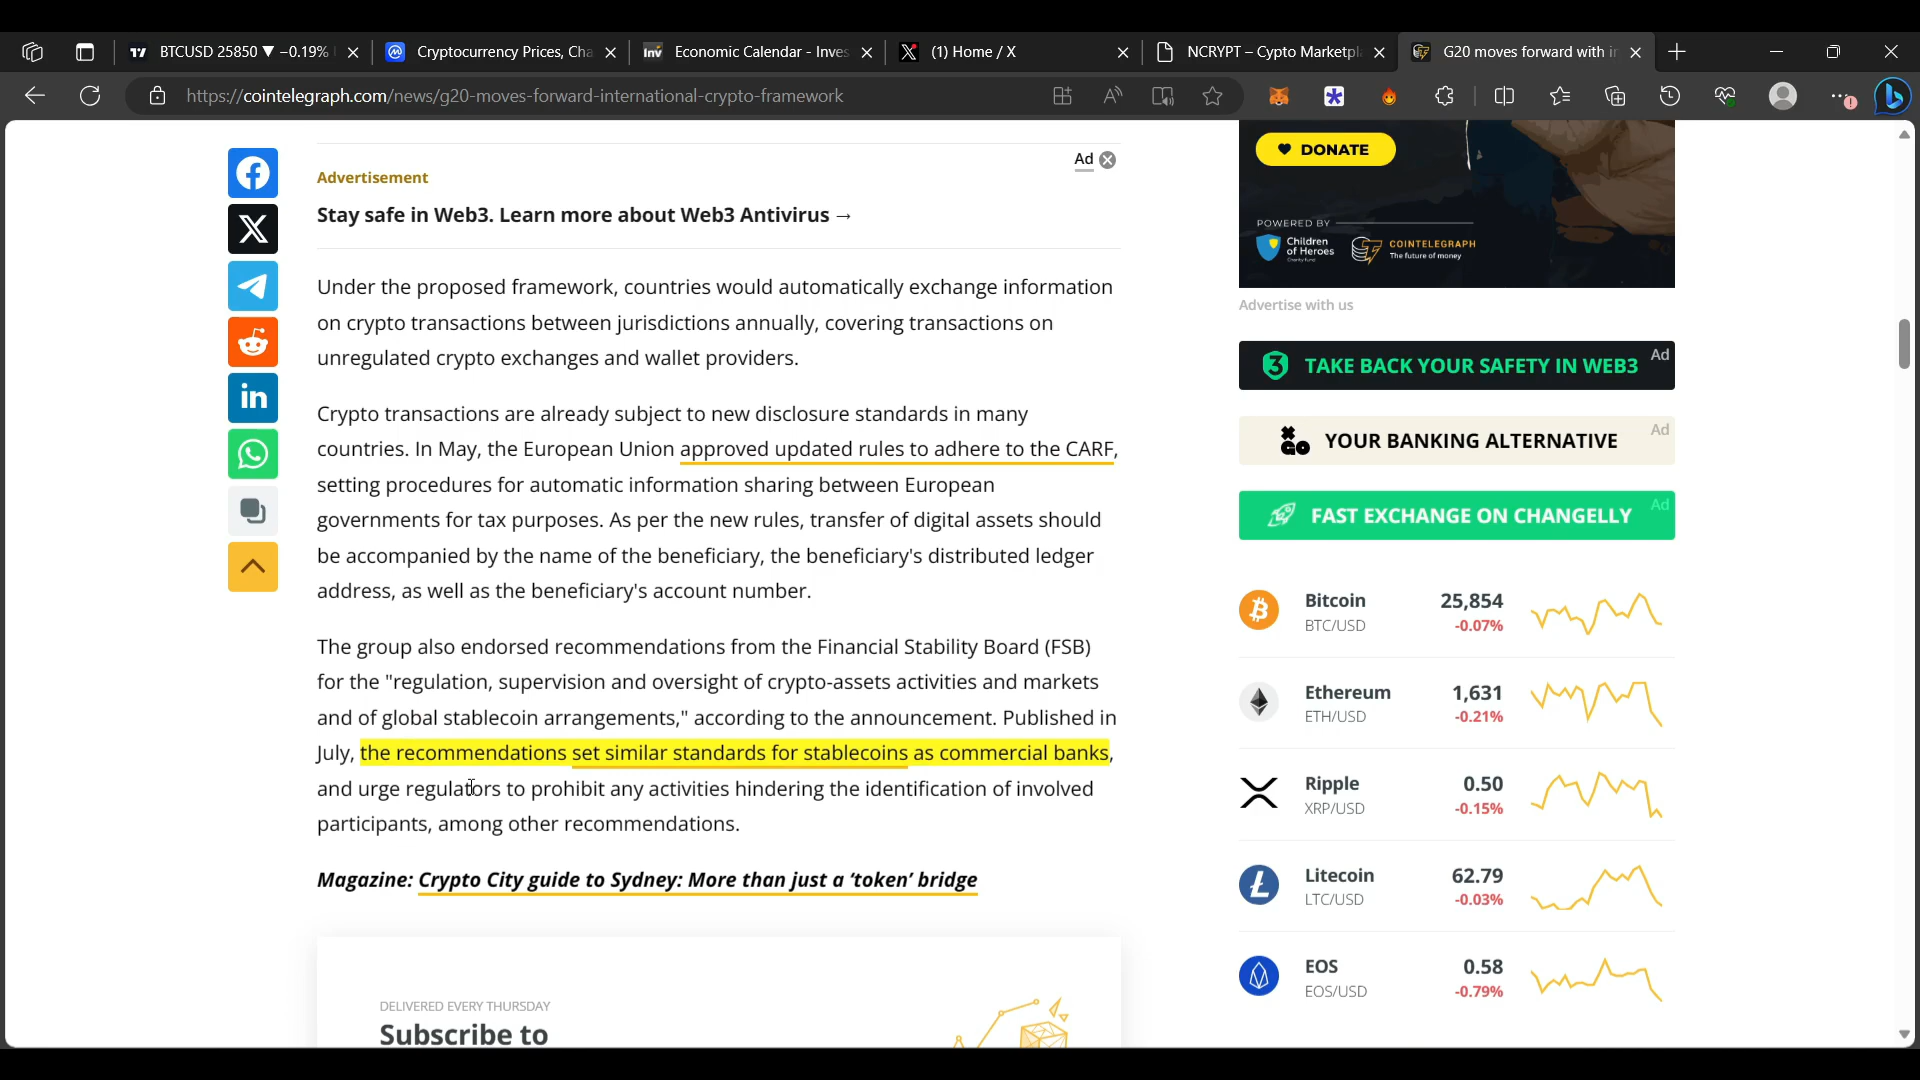 BTCUSD 25850 ▼ −0.19%
Cryptocurrency Prices, Cha
Economic Calendar - Inves
(1) Home / X
NCRYPT – Cypto Marketpl
G20 moves forward with in
https://cointelegraph.com/news/g20-moves-forward-international-crypto-framework
Ad
Advertisement
Stay safe in Web3. Learn more about Web3 Antivirus →
Under the proposed framework, countries would automatically exchange information
on crypto transactions between jurisdictions annually, covering transactions on
unregulated crypto exchanges and wallet providers.
Crypto transactions are already subject to new disclosure standards in many
countries. In May, the European Union approved updated rules to adhere to the CARF,
setting procedures for automatic information sharing between European
governments for tax purposes. As per the new rules, transfer of digital assets should
be accompanied by the name of the beneficiary, the beneficiary's distributed ledger
address, as well as the beneficiary's account number.
The group also endorsed recommendations from the Financial Stability Board (FSB)
for the "regulation, supervision and oversight of crypto-assets activities and markets
and of global stablecoin arrangements," according to the announcement. Published in
July, the recommendations set similar standards for stablecoins as commercial banks,
and urge regulators to prohibit any activities hindering the identification of involved
participants, among other recommendations.
Magazine: Crypto City guide to Sydney: More than just a ‘token’ bridge
DELIVERED EVERY THURSDAY
Subscribe to
DONATE
POWERED BY
Children
of Heroes
Charity Fund
COINTELEGRAPH
The future of money
Advertise with us
TAKE BACK YOUR SAFETY IN WEB3
Ad
YOUR BANKING ALTERNATIVE
Ad
FAST EXCHANGE ON CHANGELLY
Ad
Bitcoin 25,854
BTC/USD -0.07%
Ethereum 1,631
ETH/USD -0.21%
Ripple 0.50
XRP/USD -0.15%
Litecoin 62.79
LTC/USD -0.03%
EOS 0.58
EOS/USD -0.79%